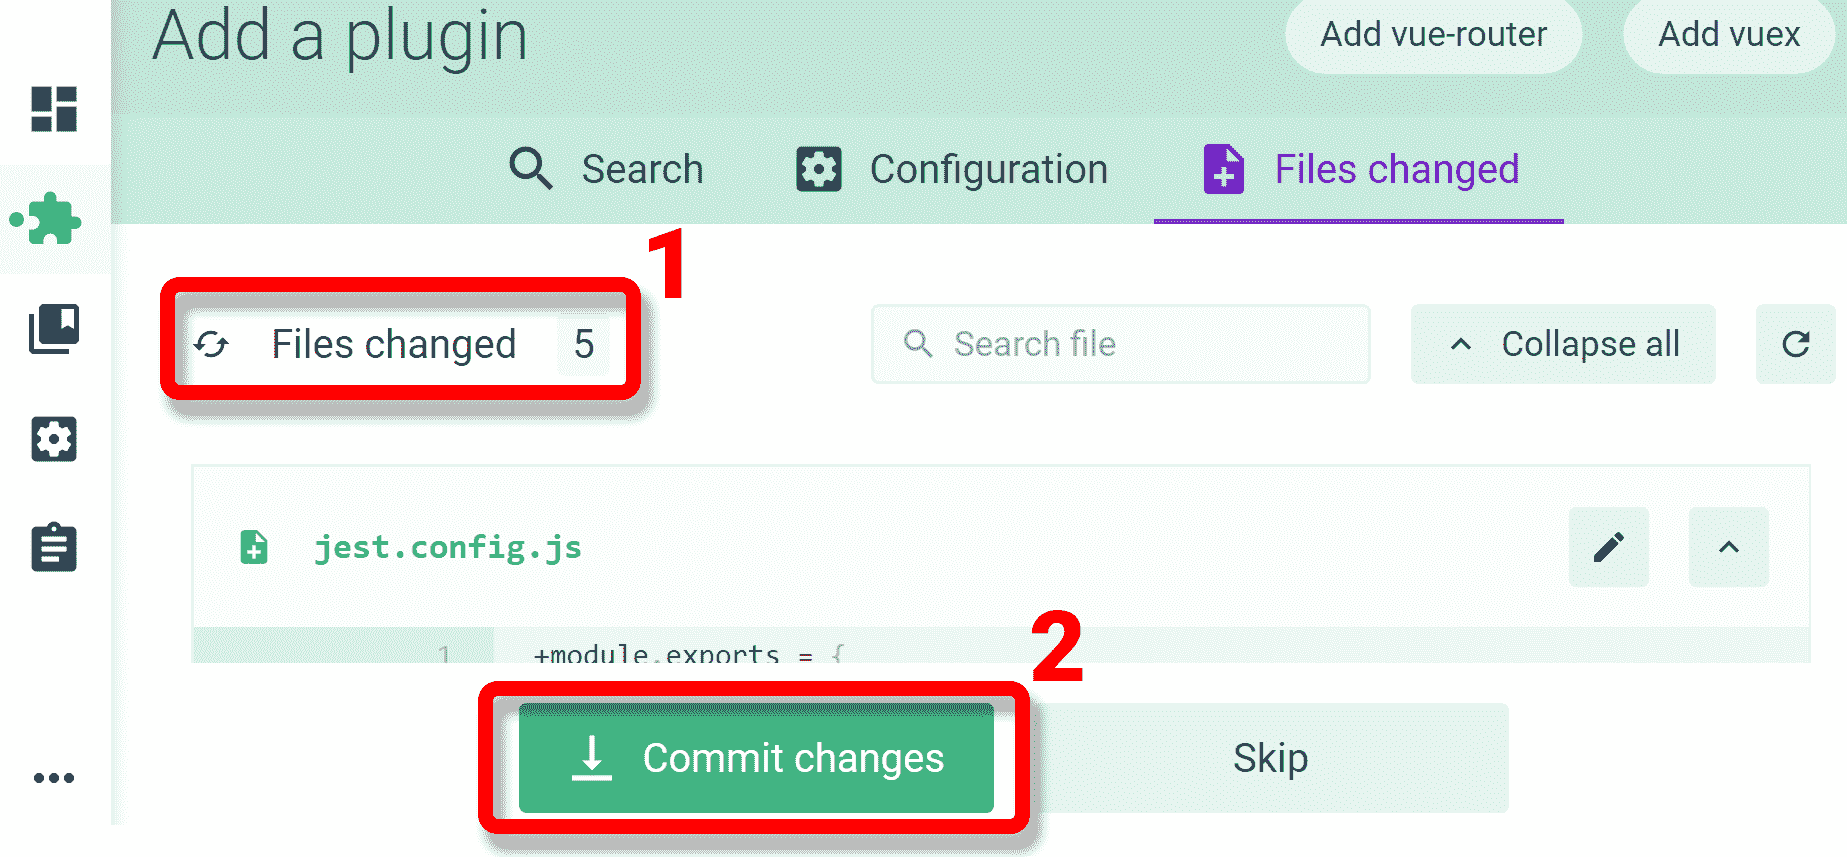 Add a plugin
Add vue-router
Add vuex
Search
Configuration
Files changed
1
Files changed 5
Search file
Collapse all
jest.config.js
1 +module.exports = {
2
Commit changes
Skip